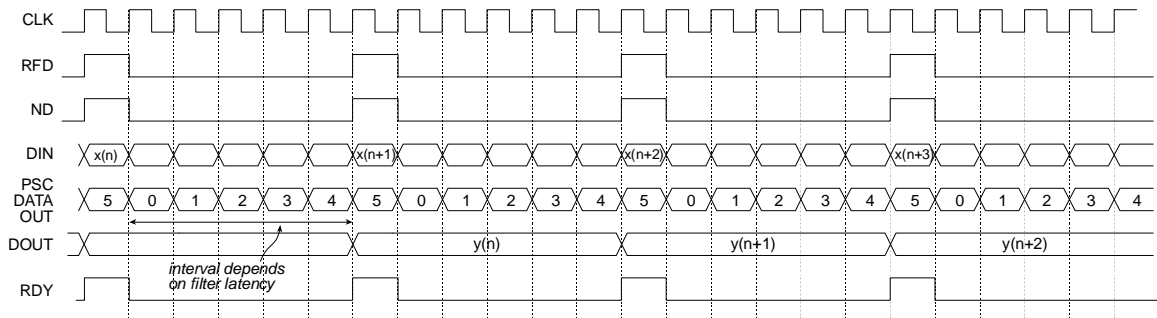 CLK
RFD
ND
DIN x(n) x(n+1) x(n+2) x(n+3)
PSC
DATA 5 0 1 2 3 4 5 0 1 2 3 4 5 0 1 2 3 4 5 0 1 2 3 4
OUT
DOUT y(n) y(n+1) y(n+2)
interval depends
on filter latency
RDY